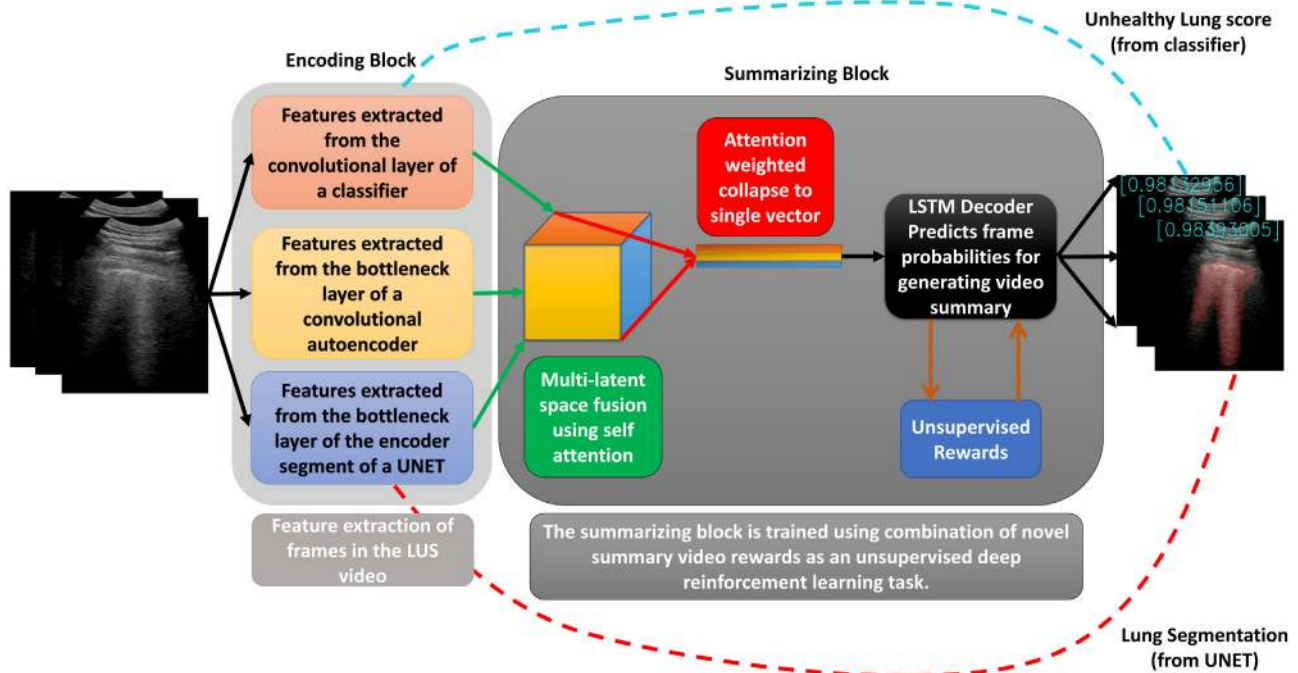 Unhealthy Lung score
(from classifier)
Encoding Block
Summarizing Block
Features extracted
from the
convolutional layer of
a classifier
Features extracted
from the bottleneck
layer of a
convolutional
autoencoder
Features extracted
from the bottleneck
layer of the encoder
segment of a UNET
Feature extraction of
frames in the LUS
video
Multi-latent
space fusion
using self
attention
Attention
weighted
collapse to
single vector
LSTM Decoder
Predicts frame
probabilities for
generating video
summary
Unsupervised
Rewards
The summarizing block is trained using combination of novel
summary video rewards as an unsupervised deep
reinforcement learning task.
[0.98151106]
[0.98393005]
Lung Segmentation
(from UNET)